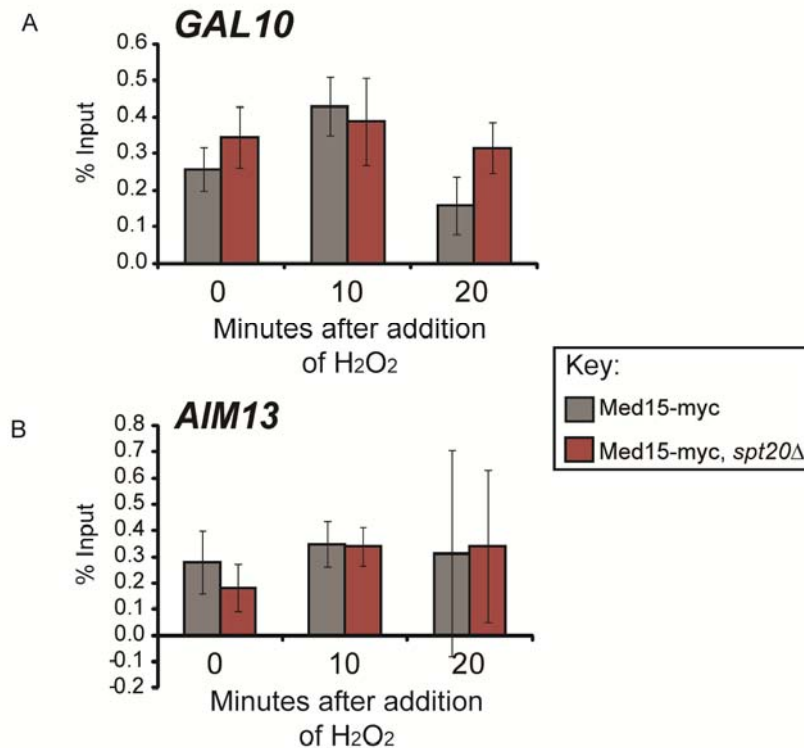 A
GAL10
0.6
0.5
0.4
0.3
0.2
0.1
0.0
% Input
0 10 20
Minutes after addition
of H₂O₂
Key:
Med15-myc
Med15-myc, spt20Δ
B
AIM13
0.8
0.7
0.6
0.5
0.4
0.3
0.2
0.1
0.0
-0.1
-0.2
% Input
0 10 20
Minutes after addition
of H₂O₂